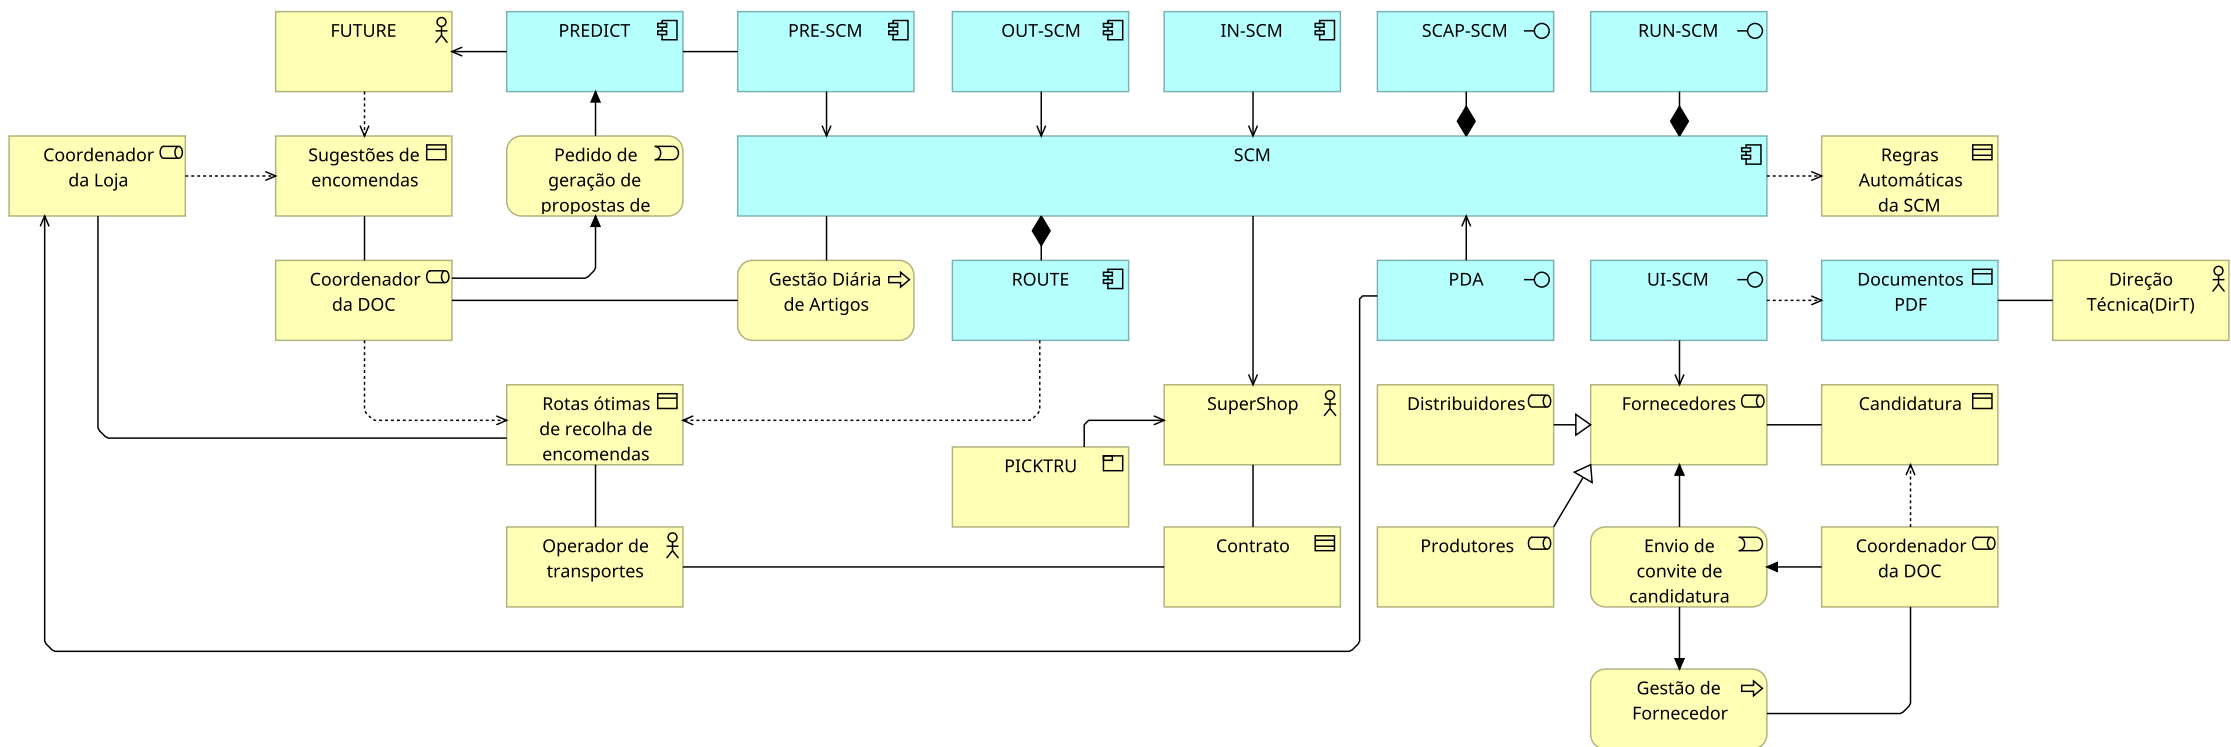 FUTURE
PREDICT
PRE-SCM
OUT-SCM
IN-SCM
SCAP-SCM
RUN-SCM
Coordenador
da Loja
Sugestões de
encomendas
Pedido de
geração de
propostas de
SCM
Regras
Automáticas
da SCM
Coordenador
da DOC
Gestão Diária
de Artigos
ROUTE
PDA
UI-SCM
Documentos
PDF
Direção
Técnica(DirT)
Rotas ótimas
de recolha de
encomendas
SuperShop
Distribuidores
Fornecedores
Candidatura
PICKTRU
Operador de
transportes
Contrato
Produtores
Envio de
convite de
candidatura
Coordenador
da DOC
Gestão de
Fornecedor